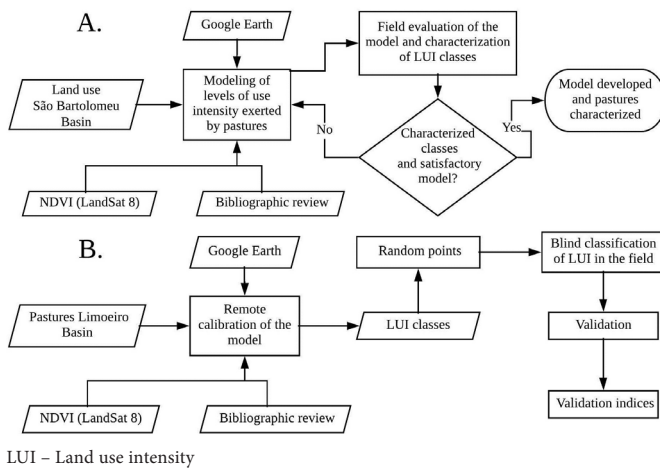 A.
Google Earth
Land use
São Bartolomeu
Basin
Modeling of
levels of use
intensity exerted
by pastures
NDVI (LandSat 8)
Bibliographic review
Field evaluation of the
model and characterization
of LUI classes
Characterized
classes
and satisfactory
model?
No
Yes
Model developed
and pastures
characterized
B.
Google Earth
Pastures Limoeiro
Basin
Remote
calibration of the
model
NDVI (LandSat 8)
Bibliographic review
LUI classes
Random points
Blind classification
of LUI in the field
Validation
Validation indices
LUI – Land use intensity